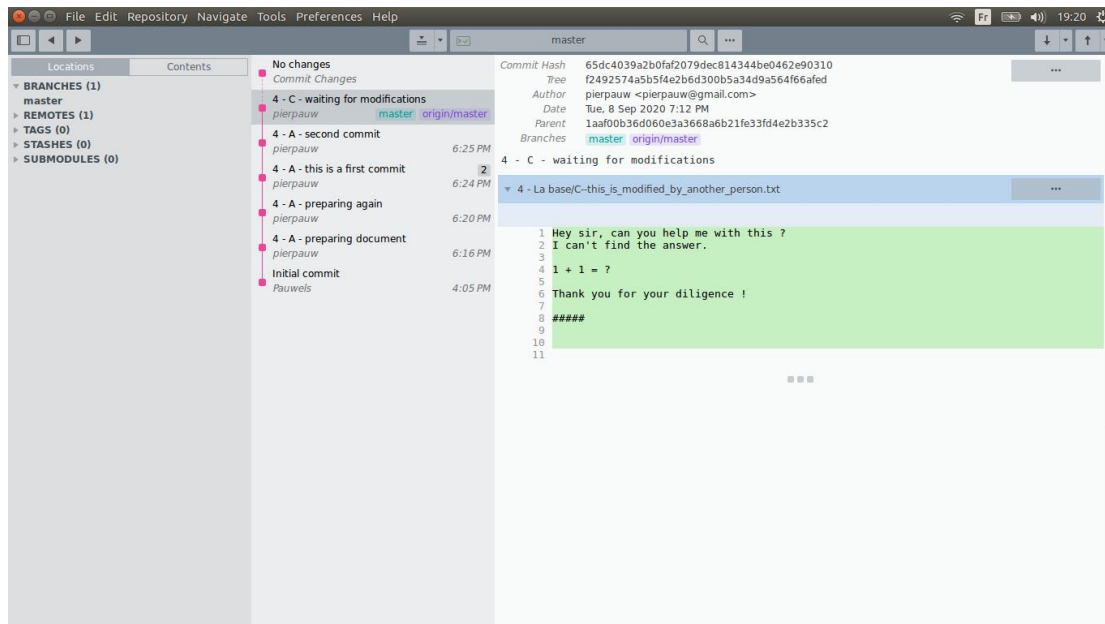 File Edit Repository Navigate Tools Preferences Help
Fr 19:20
master
Locations Contents
BRANCHES (1)
master
REMOTES (1)
TAGS (0)
STASHES (0)
SUBMODULES (0)
No changes
Commit Changes
4 - C - waiting for modifications
pierpauw master origin/master
4 - A - second commit
pierpauw 6:25 PM
4 - A - this is a first commit 2
pierpauw 6:24 PM
4 - A - preparing again
pierpauw 6:20 PM
4 - A - preparing document
pierpauw 6:16 PM
Initial commit
Pauwels 4:05 PM
Commit Hash 65dc4039a2b0faf2079dec814344be0462e90310
Tree f2492574a5b5f4e2b6d300b5a34d9a564f66afed
Author pierpauw <pierpauw@gmail.com>
Date Tue, 8 Sep 2020 7:12 PM
Parent 1aaf00b36d060e3a3668a6b21fe33fd4e2b335c2
Branches master origin/master
4 - C - waiting for modifications
4 - La base/C--this_is_modified_by_another_person.txt
1 Hey sir, can you help me with this ?
2 I can't find the answer.
3
4 1 + 1 = ?
5
6 Thank you for your diligence !
7
8 #####
9
10
11